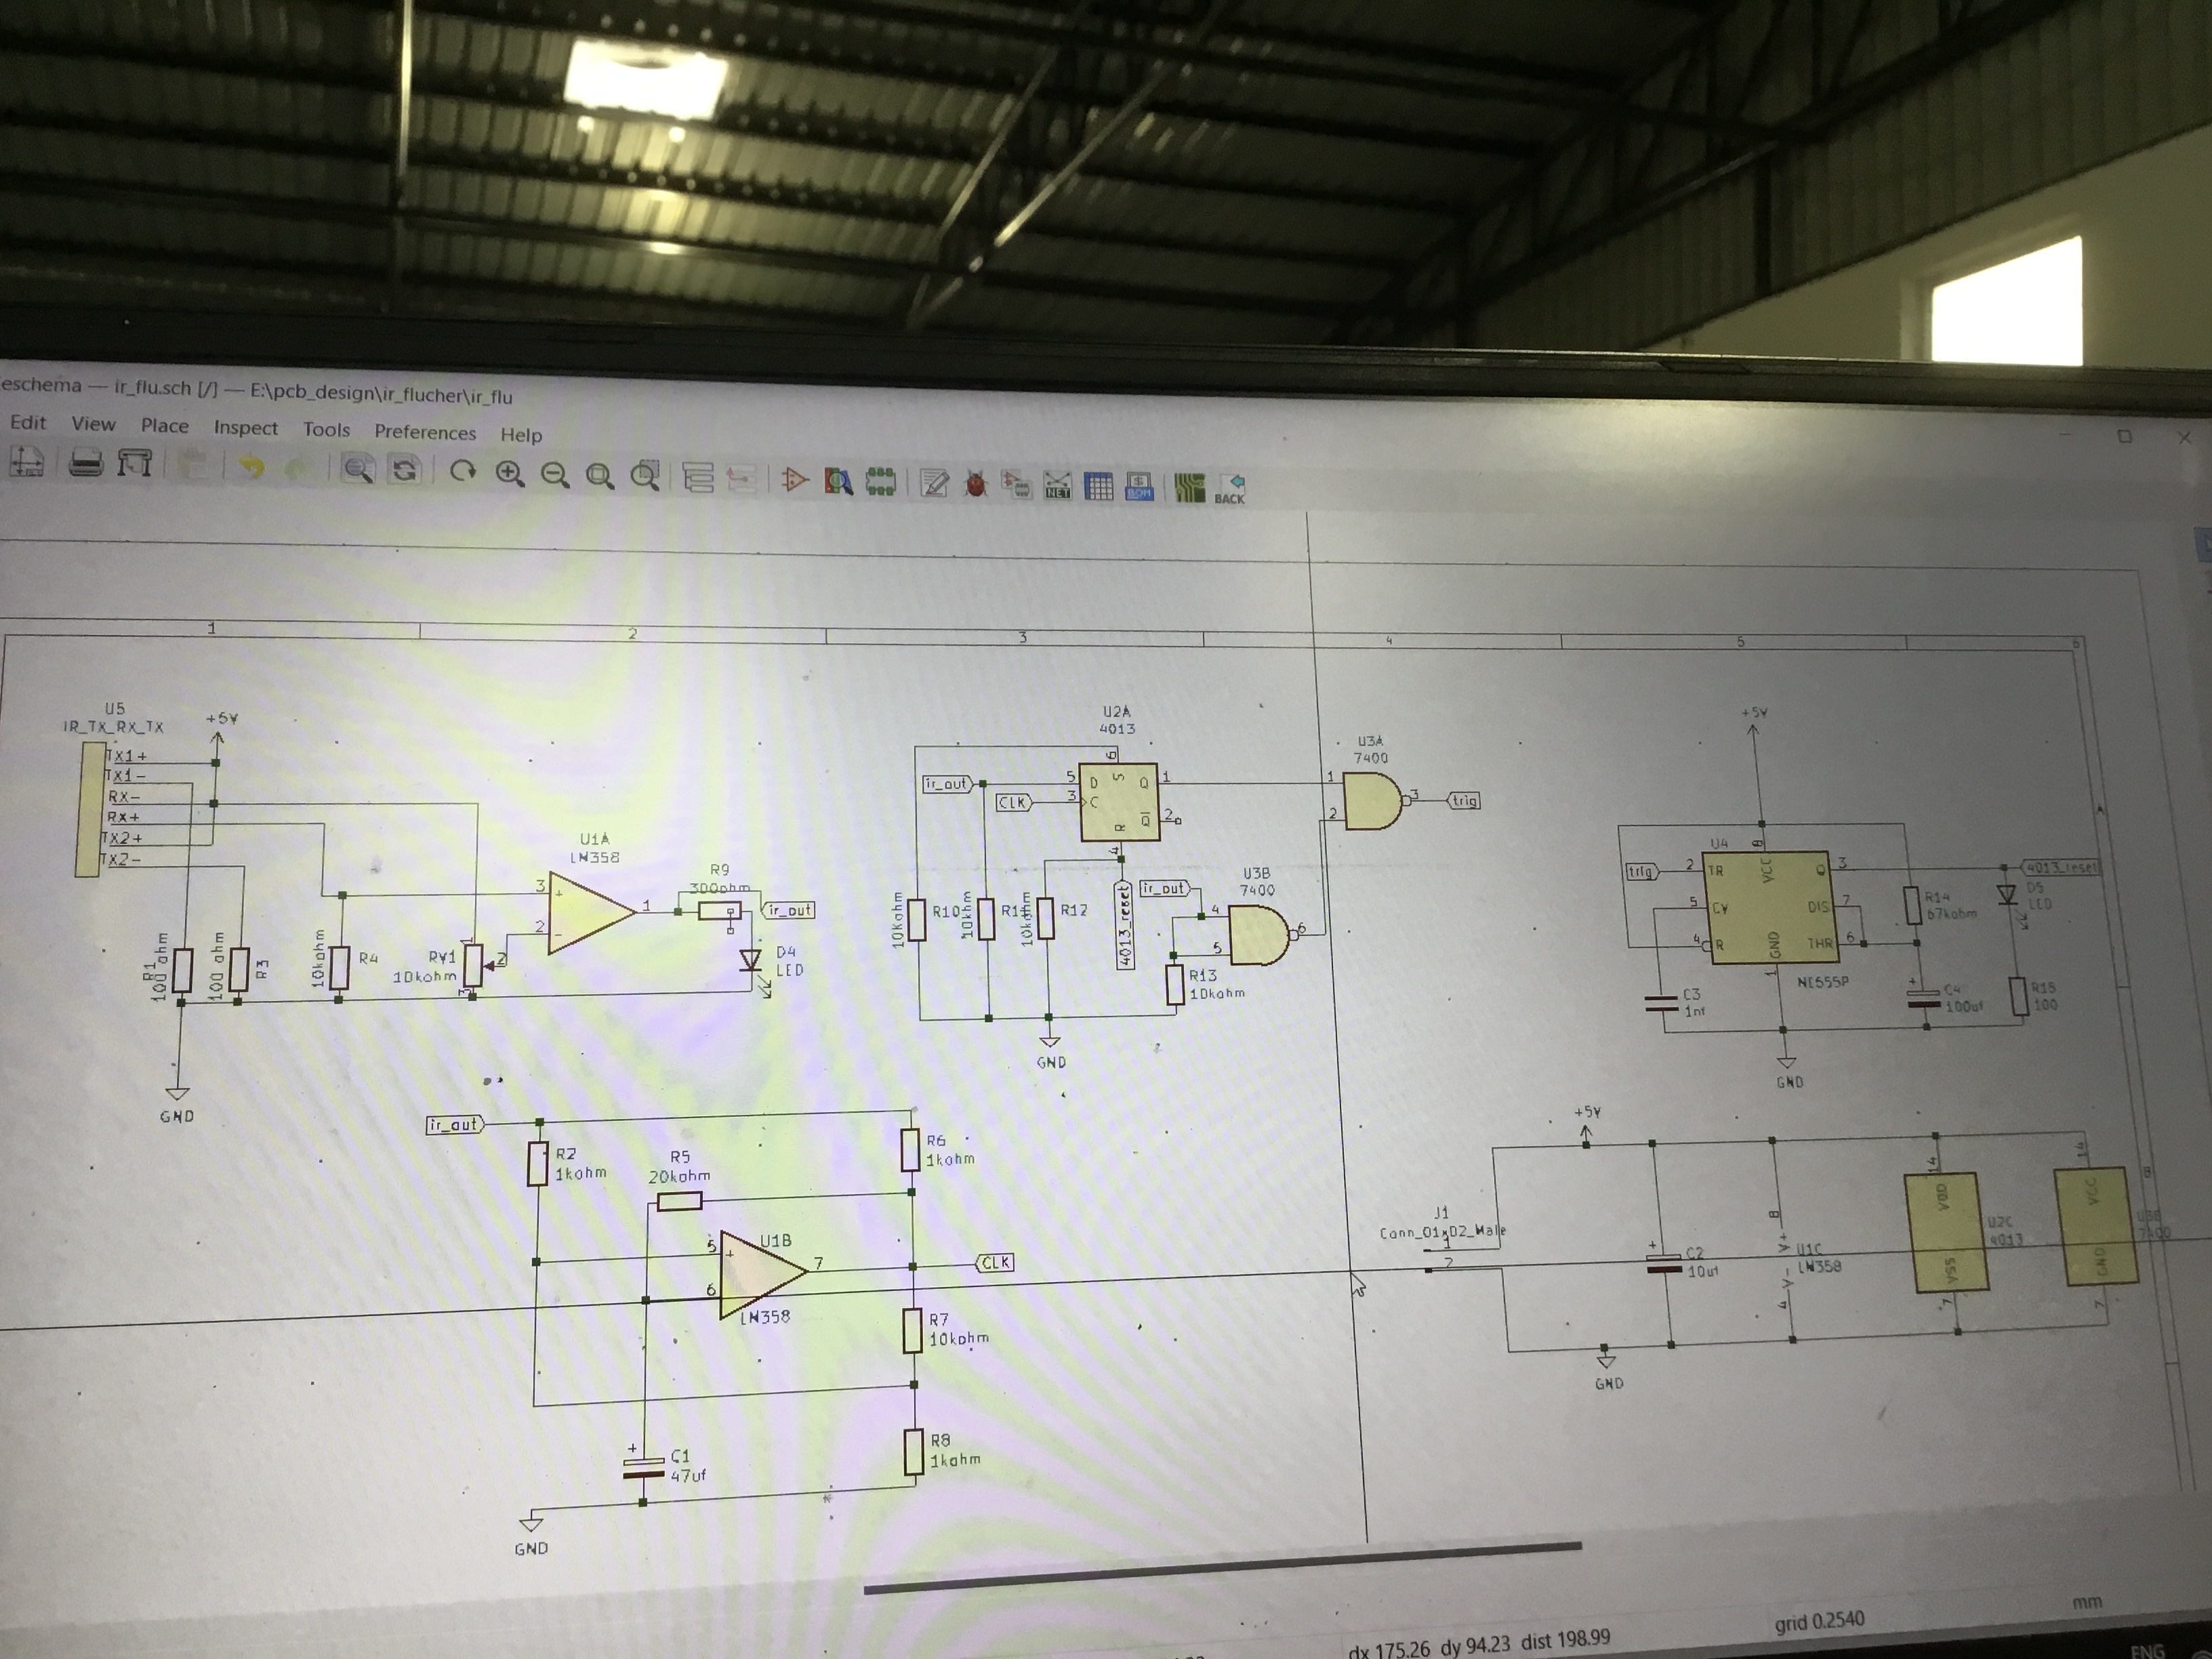 eschema — ir_flu.sch [/] — E:\pcb_design\ir_flucher\ir_flu
Edit View Place Inspect Tools Preferences Help
NET
BOM
BACK
1 2 3 4 5 6
U5
IR_TX_RX_TX
+5V
TX1+
TX1-
RX-
RX+
TX2+
TX2-
R1
100 ohm
100 ohm
R3
10kohm
R4
RV1
10kohm
1
2
3
U1A
LM358
3
+
2
-
1
R9
300ohm
ir_out
D4
LED
GND
U2A
4013
6
ir_out
5
D
S
Q
1
CLK
3
C
R
Q
2
4
10kohm
R10
10kohm
R11
10kohm
R12
4013_reset
ir_out
U3B
7400
4
5
6
R13
10kohm
GND
U3A
7400
1
2
3
trig
+5V
U4
8
trig
2
TR
VCC
Q
3
4013_reset
5
CV
DIS
7
4
R
GND
THR
6
1
NE555P
R14
67kohm
D5
LED
C3
1nf
+
C4
100uf
R15
100
GND
A
ir_out
R2
1kohm
R5
20kohm
R6
1kohm
U1B
5
+
6
7
LM358
CLK
R7
10kohm
R8
1kohm
+
C1
47uf
GND
+5V
J1
Conn_01x02_Male
1
2
+
C2
10uf
8
V+
U1C
LM358
V-
4
14
VDD
U2C
4013
VSS
7
14
VCC
7400
GND
7
B
GND
dx 175.26 dy 94.23 dist 198.99
grid 0.2540
mm
ENG